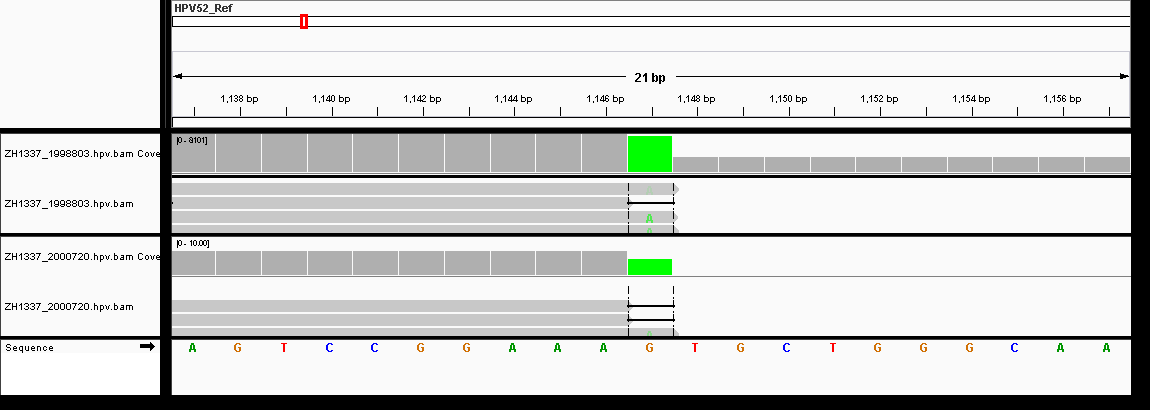 HPV52_Ref
21 bp
1,138 bp 1,140 bp 1,142 bp 1,144 bp 1,146 bp 1,148 bp 1,150 bp 1,152 bp 1,154 bp 1,156 bp
[0 - 8101]
ZH1337_1998803.hpv.bam Cove
A
ZH1337_1998803.hpv.bam
A
A
[0 - 10.00]
ZH1337_2000720.hpv.bam Cove
ZH1337_2000720.hpv.bam
A
Sequence A G T C C G G A A A G T G C T G G G C A A